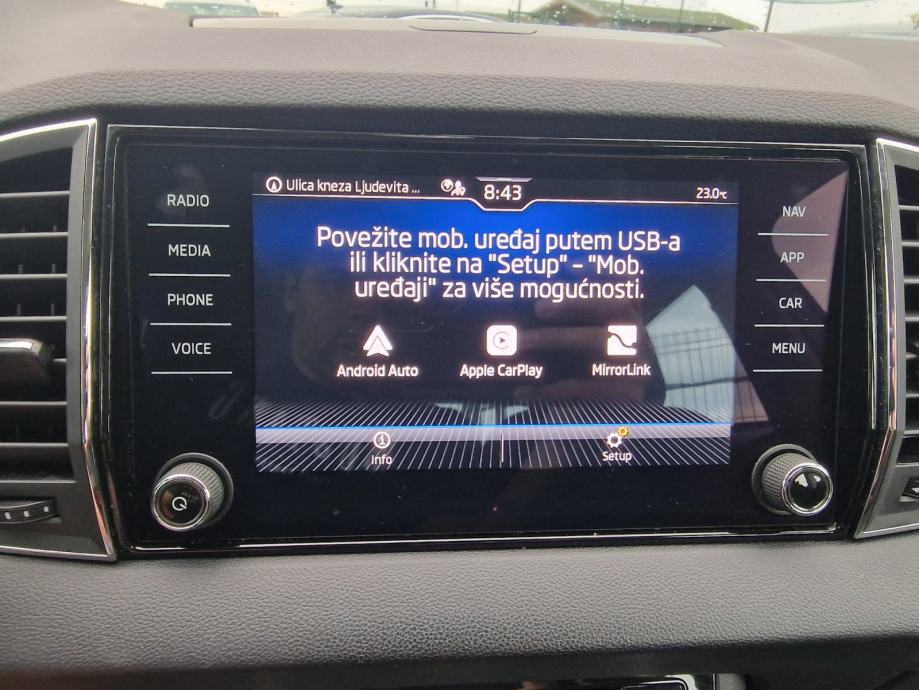 Ulica kneza Ljudevita ...
8:43
23.0°C
Povežite mob. uređaj putem USB-a
ili kliknite na "Setup" – "Mob.
uređaji" za više mogućnosti.
Android Auto
Apple CarPlay
MirrorLink
Info
Setup
RADIO
MEDIA
PHONE
VOICE
NAV
APP
CAR
MENU